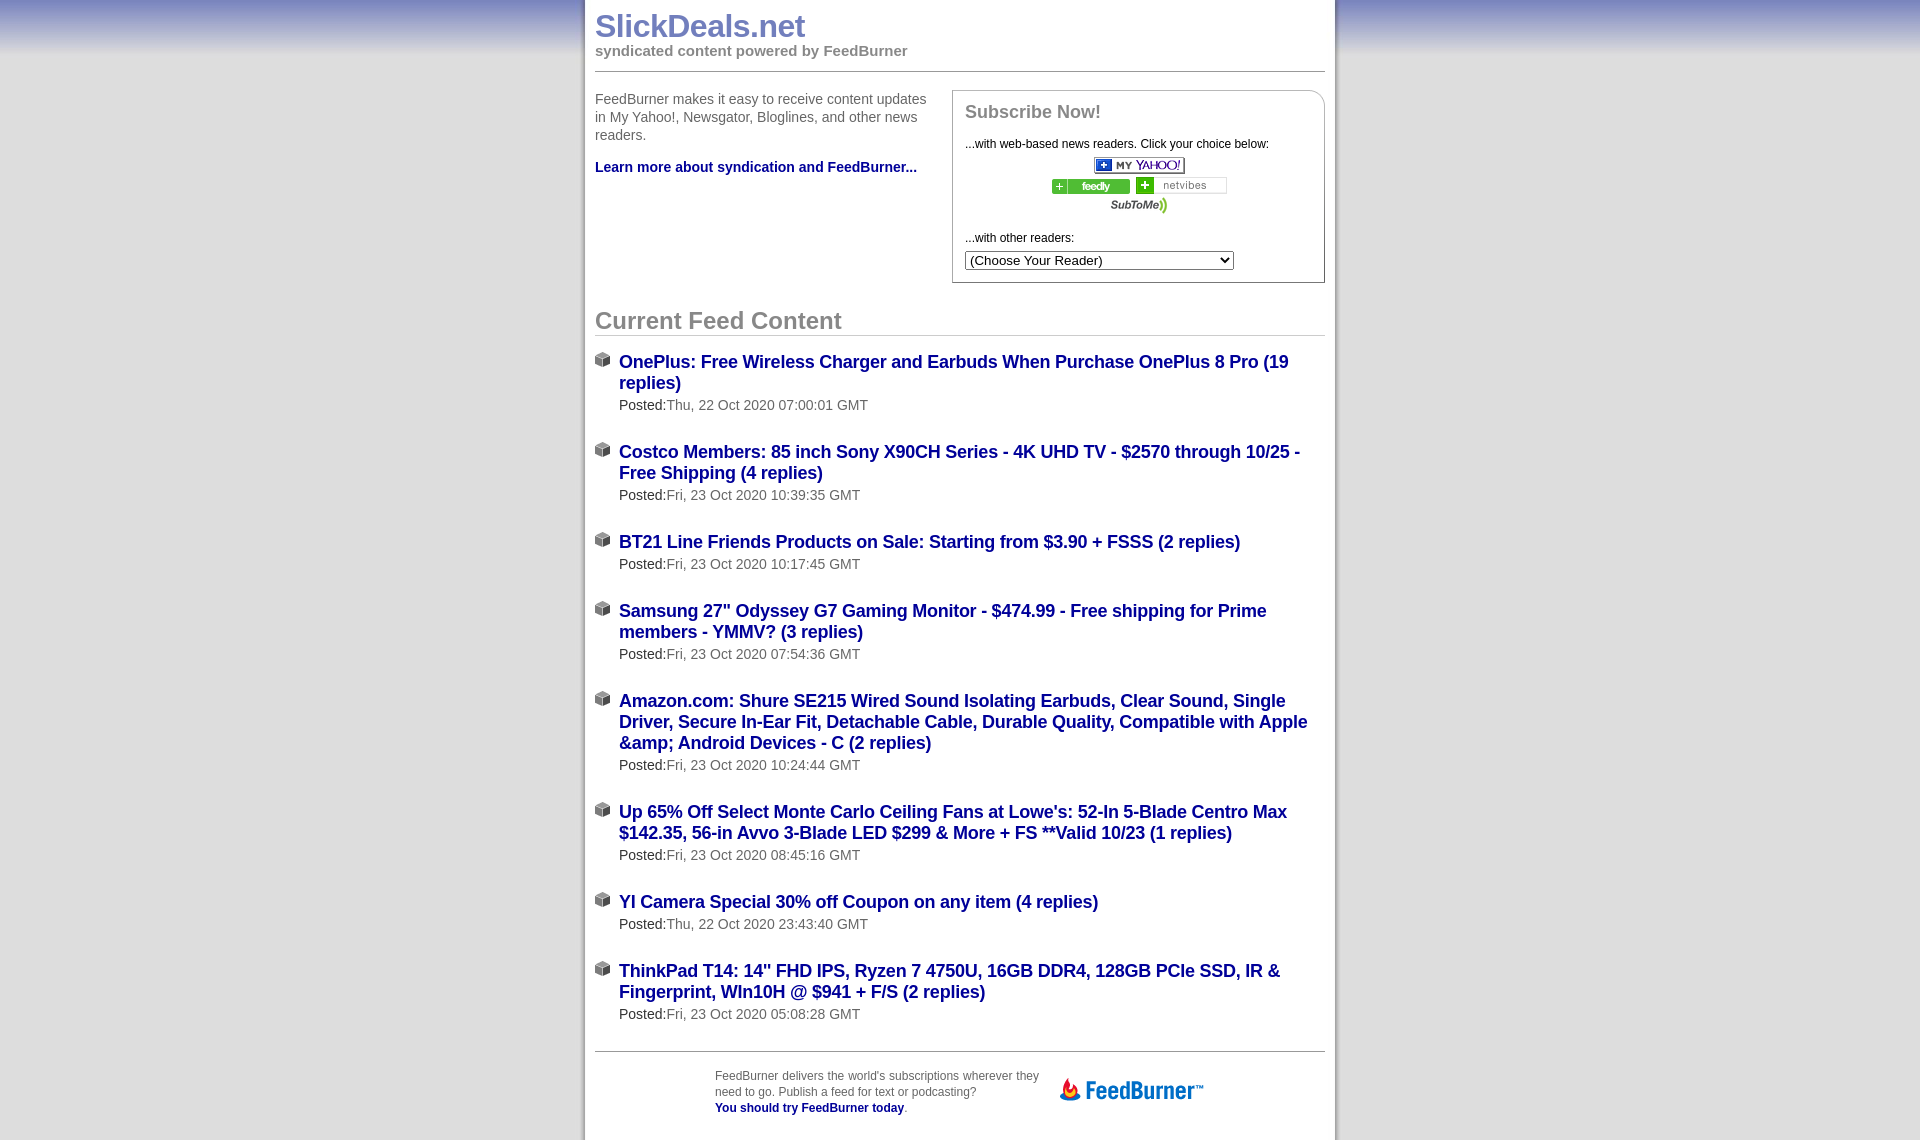 SlickDeals.net
syndicated content powered by FeedBurner
FeedBurner makes it easy to receive content updates
in My Yahoo!, Newsgator, Bloglines, and other news
readers.
Learn more about syndication and FeedBurner...
Subscribe Now!
...with web-based news readers. Click your choice below:
MY YAHOO!
feedly netvibes
SubToMe
...with other readers:
(Choose Your Reader)
Current Feed Content
OnePlus: Free Wireless Charger and Earbuds When Purchase OnePlus 8 Pro (19
replies)
Posted:Thu, 22 Oct 2020 07:00:01 GMT
Costco Members: 85 inch Sony X90CH Series - 4K UHD TV - $2570 through 10/25 -
Free Shipping (4 replies)
Posted:Fri, 23 Oct 2020 10:39:35 GMT
BT21 Line Friends Products on Sale: Starting from $3.90 + FSSS (2 replies)
Posted:Fri, 23 Oct 2020 10:17:45 GMT
Samsung 27" Odyssey G7 Gaming Monitor - $474.99 - Free shipping for Prime
members - YMMV? (3 replies)
Posted:Fri, 23 Oct 2020 07:54:36 GMT
Amazon.com: Shure SE215 Wired Sound Isolating Earbuds, Clear Sound, Single
Driver, Secure In-Ear Fit, Detachable Cable, Durable Quality, Compatible with Apple
&amp; Android Devices - C (2 replies)
Posted:Fri, 23 Oct 2020 10:24:44 GMT
Up 65% Off Select Monte Carlo Ceiling Fans at Lowe's: 52-In 5-Blade Centro Max
$142.35, 56-in Avvo 3-Blade LED $299 & More + FS **Valid 10/23 (1 replies)
Posted:Fri, 23 Oct 2020 08:45:16 GMT
YI Camera Special 30% off Coupon on any item (4 replies)
Posted:Thu, 22 Oct 2020 23:43:40 GMT
ThinkPad T14: 14'' FHD IPS, Ryzen 7 4750U, 16GB DDR4, 128GB PCIe SSD, IR &
Fingerprint, WIn10H @ $941 + F/S (2 replies)
Posted:Fri, 23 Oct 2020 05:08:28 GMT
FeedBurner delivers the world's subscriptions wherever they
need to go. Publish a feed for text or podcasting?
You should try FeedBurner today.
FeedBurner™